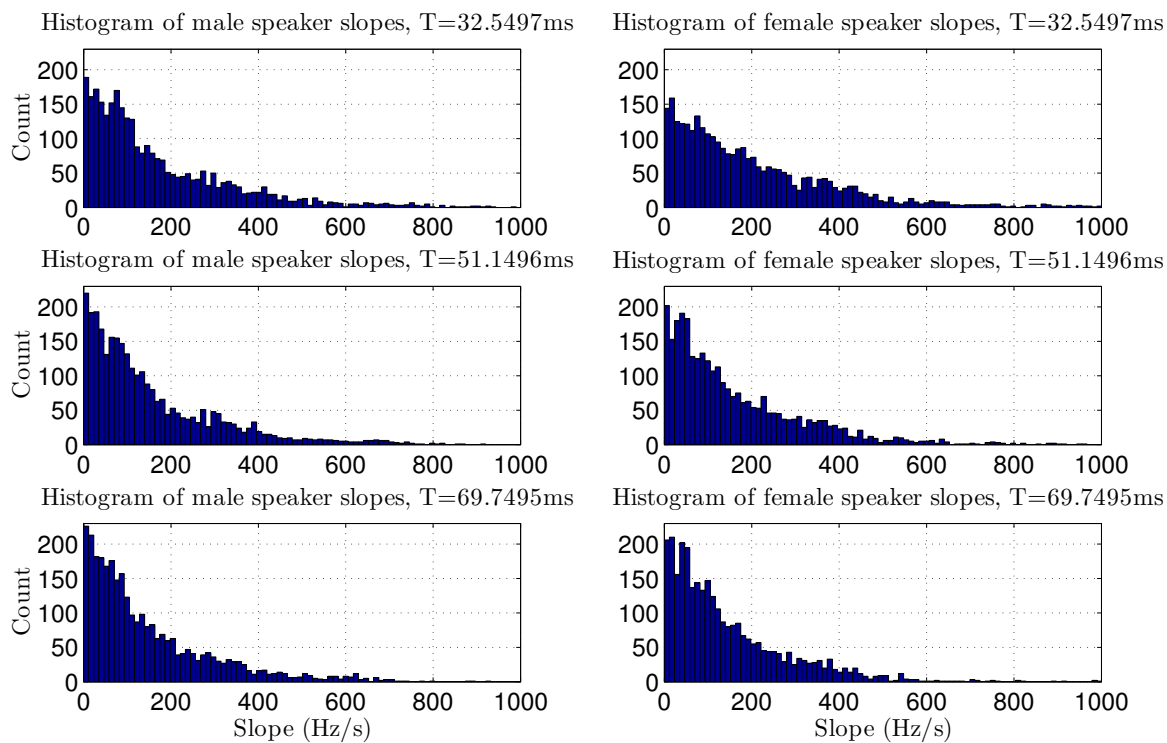 Histogram of male speaker slopes, T=32.5497ms
200
150
100
50
0
Count
0 200 400 600 800 1000
Histogram of female speaker slopes, T=32.5497ms
200
150
100
50
0
0 200 400 600 800 1000
Histogram of male speaker slopes, T=51.1496ms
200
150
100
50
0
Count
0 200 400 600 800 1000
Histogram of female speaker slopes, T=51.1496ms
200
150
100
50
0
0 200 400 600 800 1000
Histogram of male speaker slopes, T=69.7495ms
200
150
100
50
0
Count
0 200 400 600 800 1000
Slope (Hz/s)
Histogram of female speaker slopes, T=69.7495ms
200
150
100
50
0
0 200 400 600 800 1000
Slope (Hz/s)